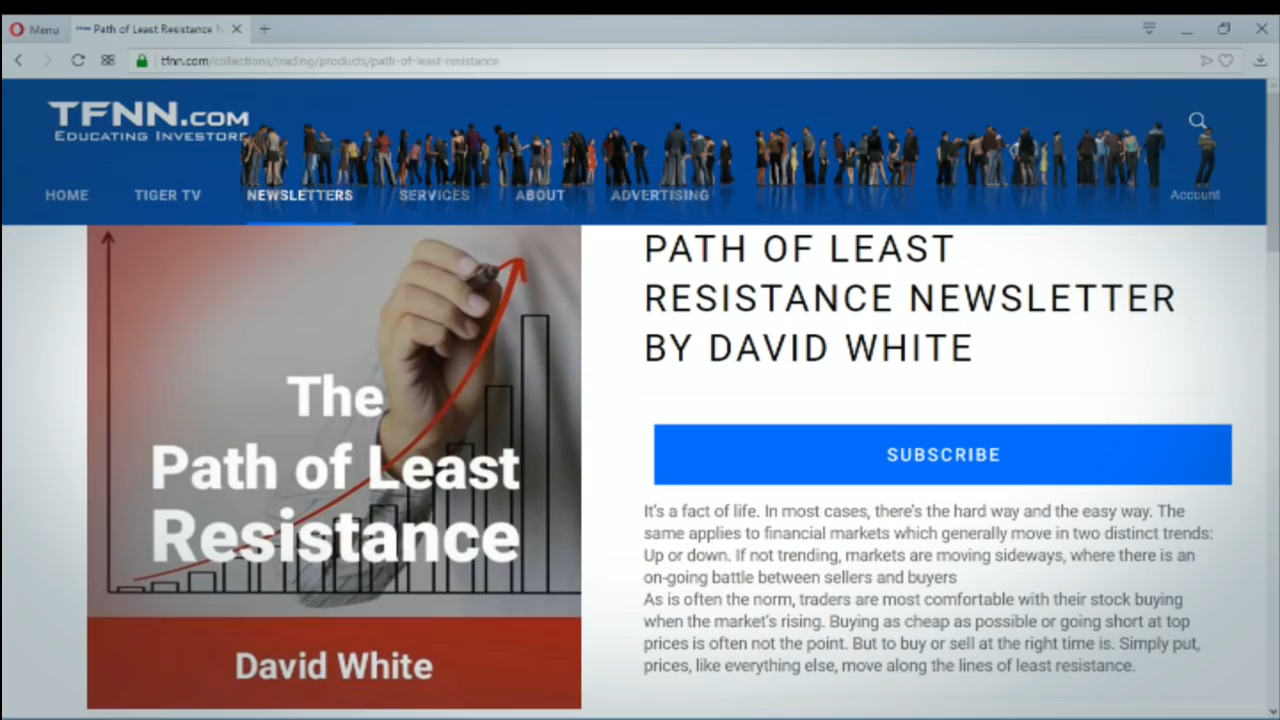 Menu
Path of Least Resistance N
tfnn.com/collections/trading/products/path-of-least-resistance
TFNN.COM
EDUCATING INVESTORS
HOME
TIGER TV
NEWSLETTERS
SERVICES
ABOUT
ADVERTISING
Account
The
Path of Least
Resistance
David White
PATH OF LEAST
RESISTANCE NEWSLETTER
BY DAVID WHITE
SUBSCRIBE
It's a fact of life. In most cases, there's the hard way and the easy way. The
same applies to financial markets which generally move in two distinct trends:
Up or down. If not trending, markets are moving sideways, where there is an
on-going battle between sellers and buyers
As is often the norm, traders are most comfortable with their stock buying
when the market's rising. Buying as cheap as possible or going short at top
prices is often not the point. But to buy or sell at the right time is. Simply put,
prices, like everything else, move along the lines of least resistance.